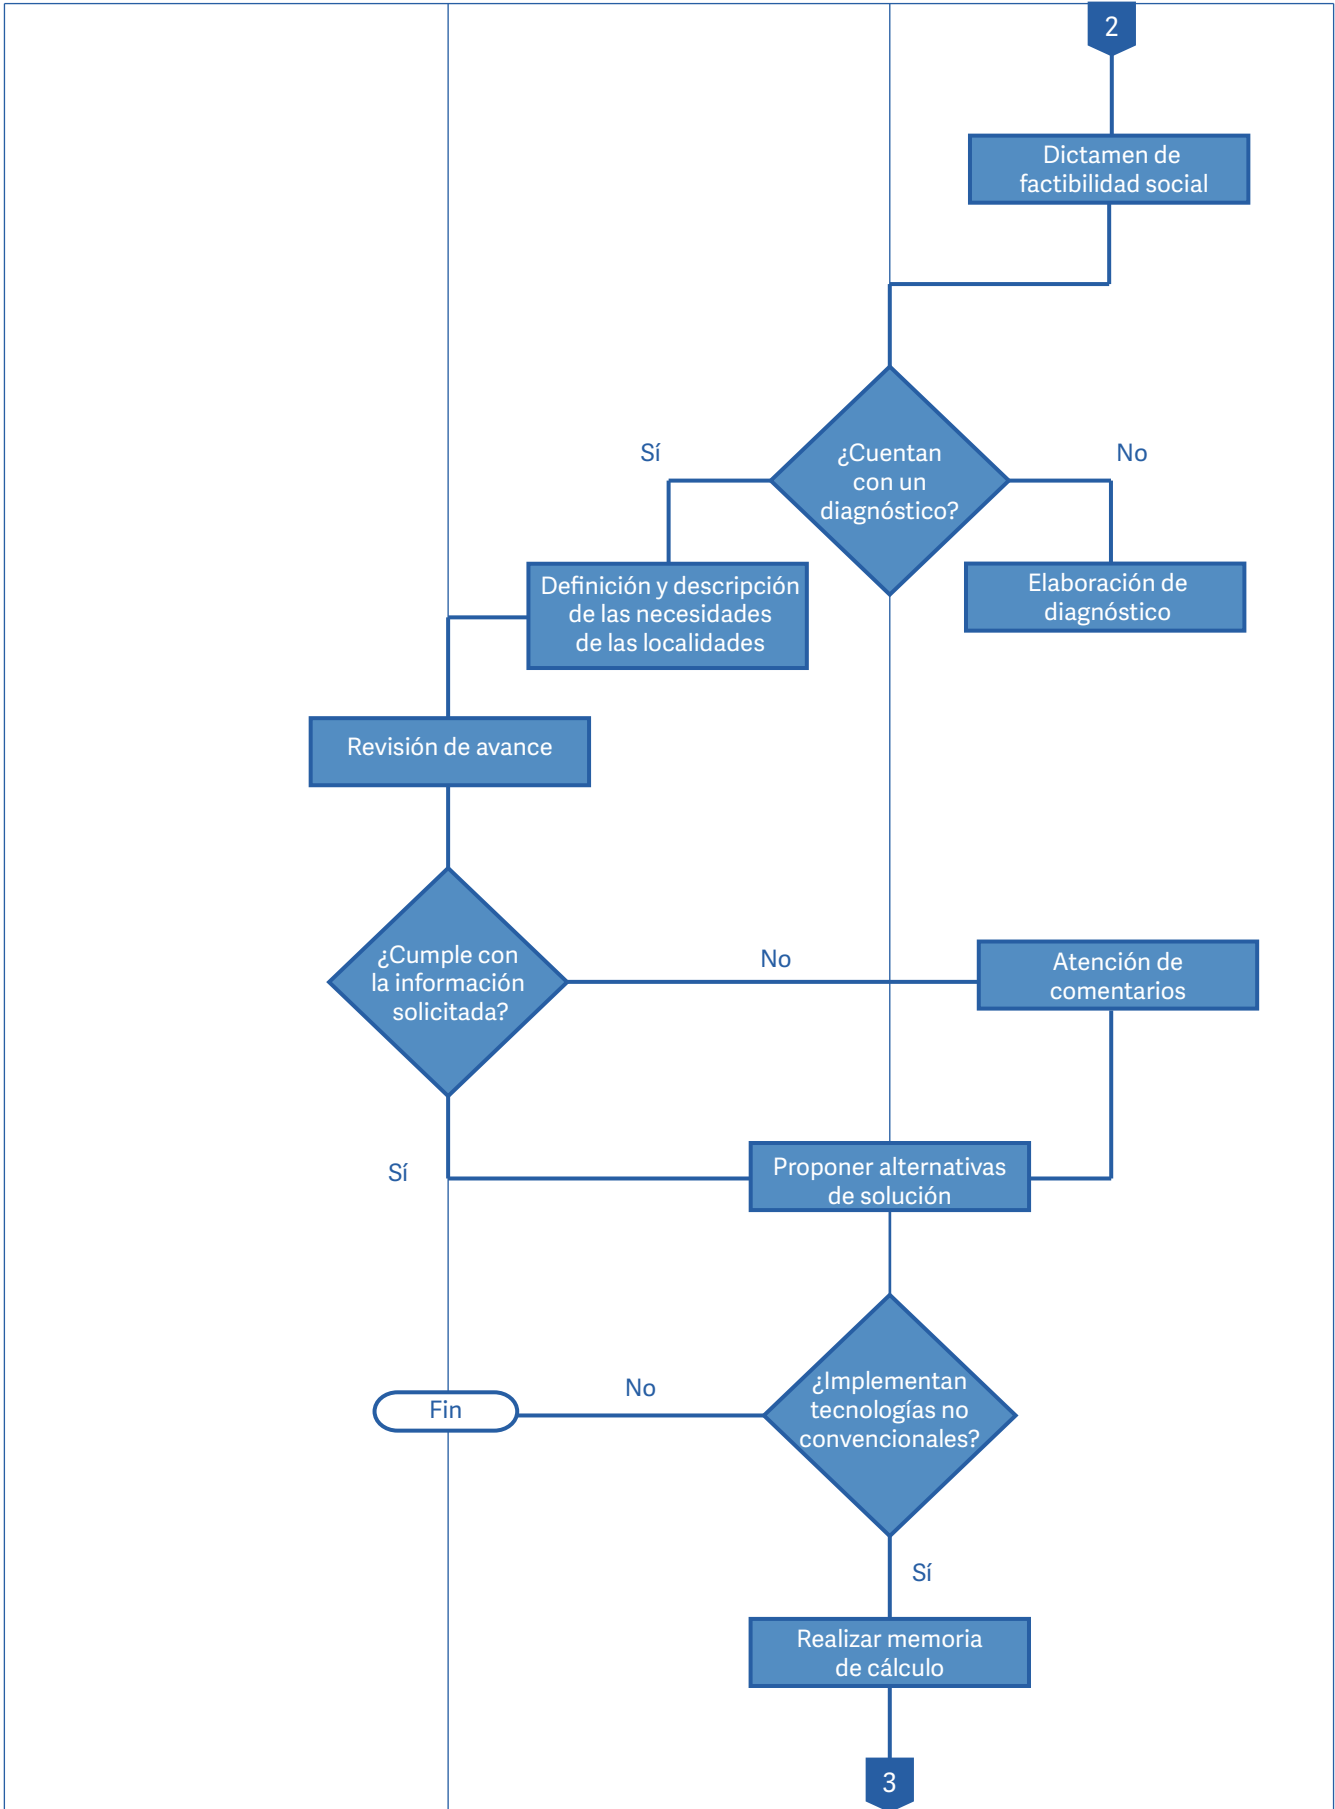 2
Dictamen de
factibilidad social
¿Cuentan
con un
diagnóstico?
Sí
No
Definición y descripción
de las necesidades
de las localidades
Elaboración de
diagnóstico
Revisión de avance
¿Cumple con
la información
solicitada?
No
Atención de
comentarios
Sí
Proponer alternativas
de solución
¿Implementan
tecnologías no
convencionales?
No
Fin
Sí
Realizar memoria
de cálculo
3